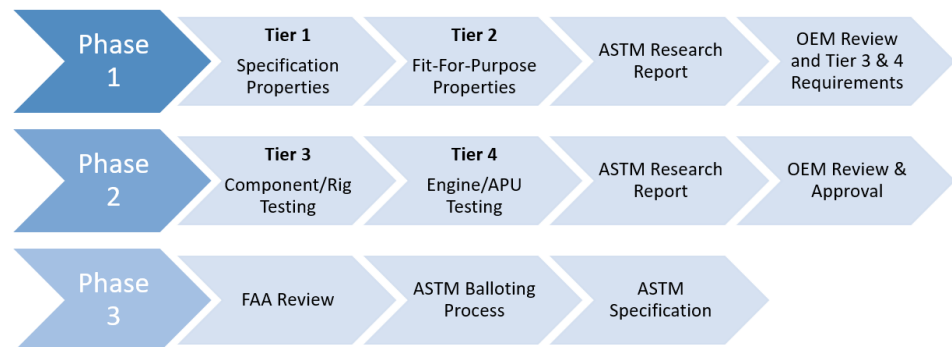 Phase
1
Tier 1
Specification
Properties
Tier 2
Fit-For-Purpose
Properties
ASTM Research
Report
OEM Review
and Tier 3 & 4
Requirements
Phase
2
Tier 3
Component/Rig
Testing
Tier 4
Engine/APU
Testing
ASTM Research
Report
OEM Review &
Approval
Phase
3
FAA Review
ASTM Balloting
Process
ASTM
Specification